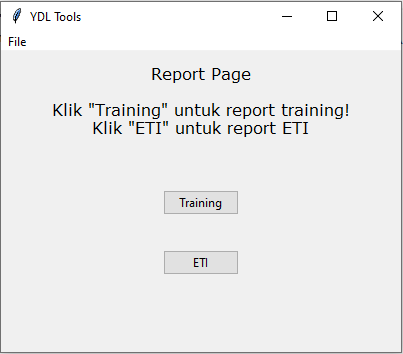 YDL Tools
File
Report Page
Klik "Training" untuk report training!
Klik "ETI" untuk report ETI
Training
ETI